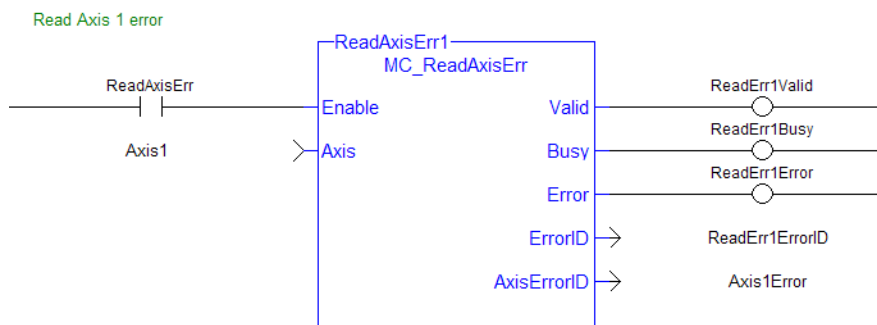 Read Axis 1 error
ReadAxisErr1
MC_ReadAxisErr
ReadAxisErr Enable Valid ReadErr1Valid
Axis1 Axis Busy ReadErr1Busy
Error ReadErr1Error
ErrorID ReadErr1ErrorID
AxisErrorID Axis1Error